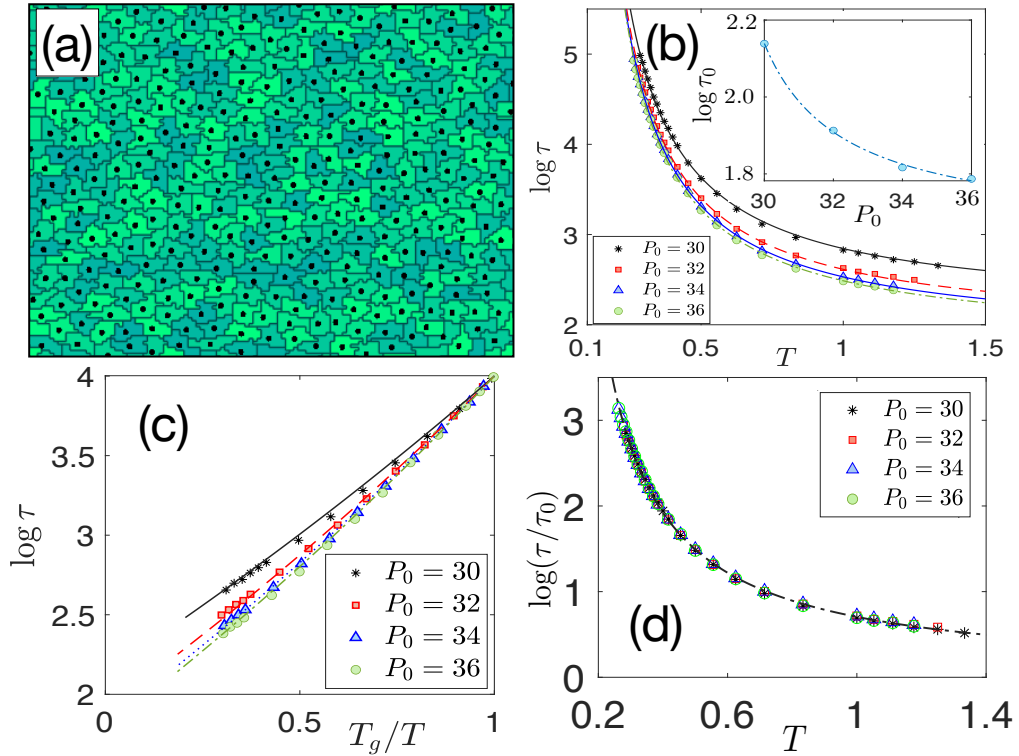 (a)
(b)
log τ
5
4
3
2
0.1
0.5
1
1.5
T
P₀ = 30
P₀ = 32
P₀ = 34
P₀ = 36
log τ₀
2.2
2.0
1.8
30
32
34
36
P₀
(c)
log τ
4
3.5
3
2.5
2
0
0.5
1
T_g/T
P₀ = 30
P₀ = 32
P₀ = 34
P₀ = 36
(d)
log(τ/τ₀)
3
2
1
0
0.2
0.6
1
1.4
T
P₀ = 30
P₀ = 32
P₀ = 34
P₀ = 36